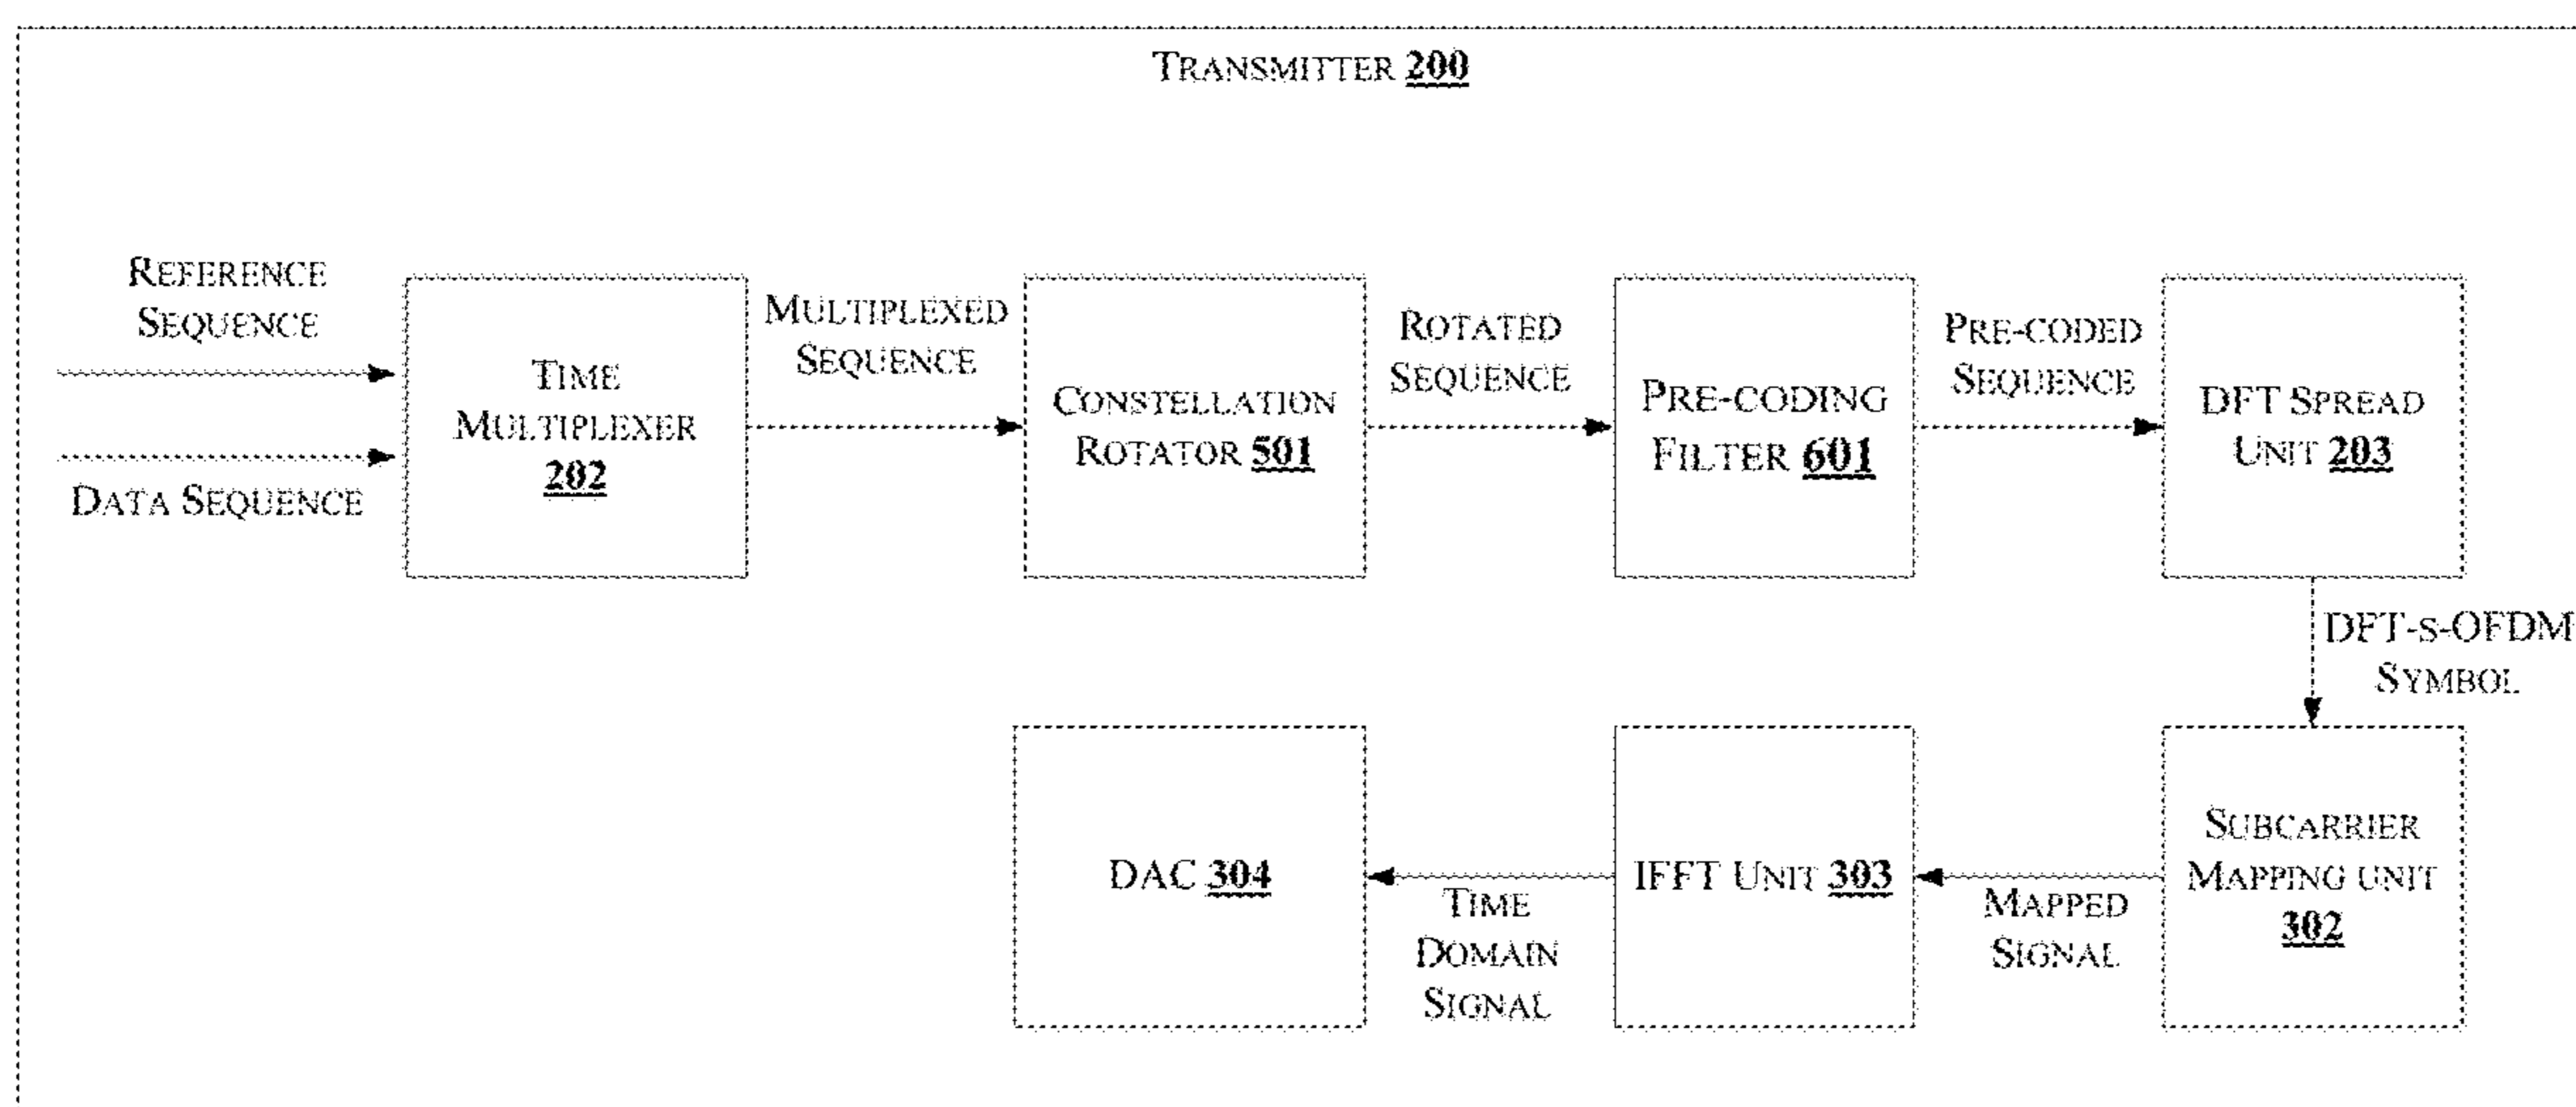 TRANSMITTER 200
REFERENCE
SEQUENCE
DATA SEQUENCE
TIME
MULTIPLEXER
202
MULTIPLEXED
SEQUENCE
CONSTELLATION
ROTATOR 501
ROTATED
SEQUENCE
PRE-CODING
FILTER 601
PRE-CODED
SEQUENCE
DFT SPREAD
UNIT 203
DFT-S-OFDM
SYMBOL
SUBCARRIER
MAPPING UNIT
302
MAPPED
SIGNAL
IFFT UNIT 303
TIME
DOMAIN
SIGNAL
DAC 304